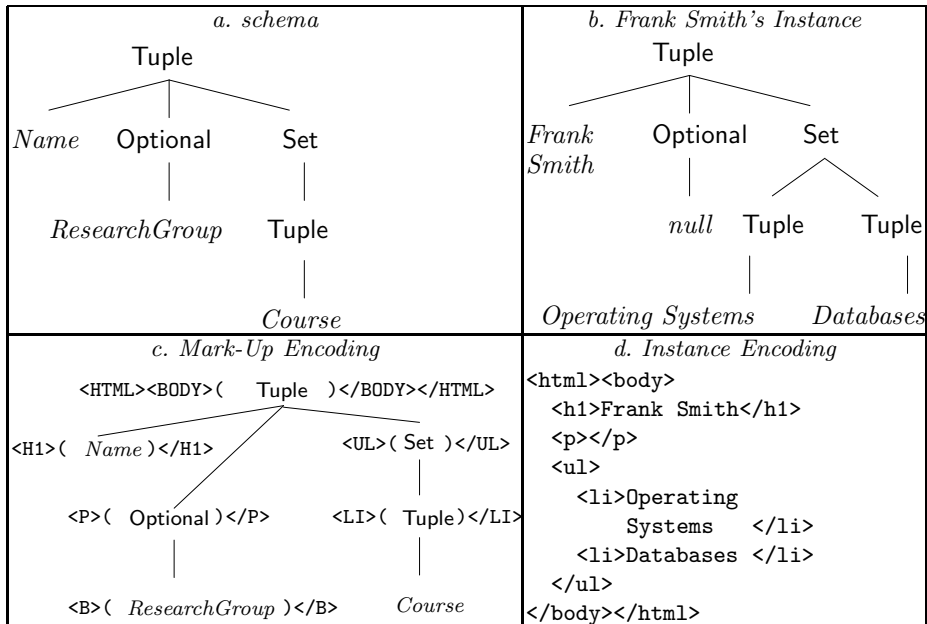 a. schema
Tuple
Name Optional Set
ResearchGroup Tuple
Course
b. Frank Smith's Instance
Tuple
Frank Optional Set
Smith
null Tuple Tuple
Operating Systems Databases
c. Mark-Up Encoding
<HTML><BODY>( Tuple )</BODY></HTML>
<H1>( Name )</H1> <UL>( Set )</UL>
<P>( Optional )</P> <LI>( Tuple)</LI>
<B>( ResearchGroup )</B> Course
d. Instance Encoding
<html><body>
<h1>Frank Smith</h1>
<p></p>
<ul>
<li>Operating
Systems </li>
<li>Databases </li>
</ul>
</body></html>